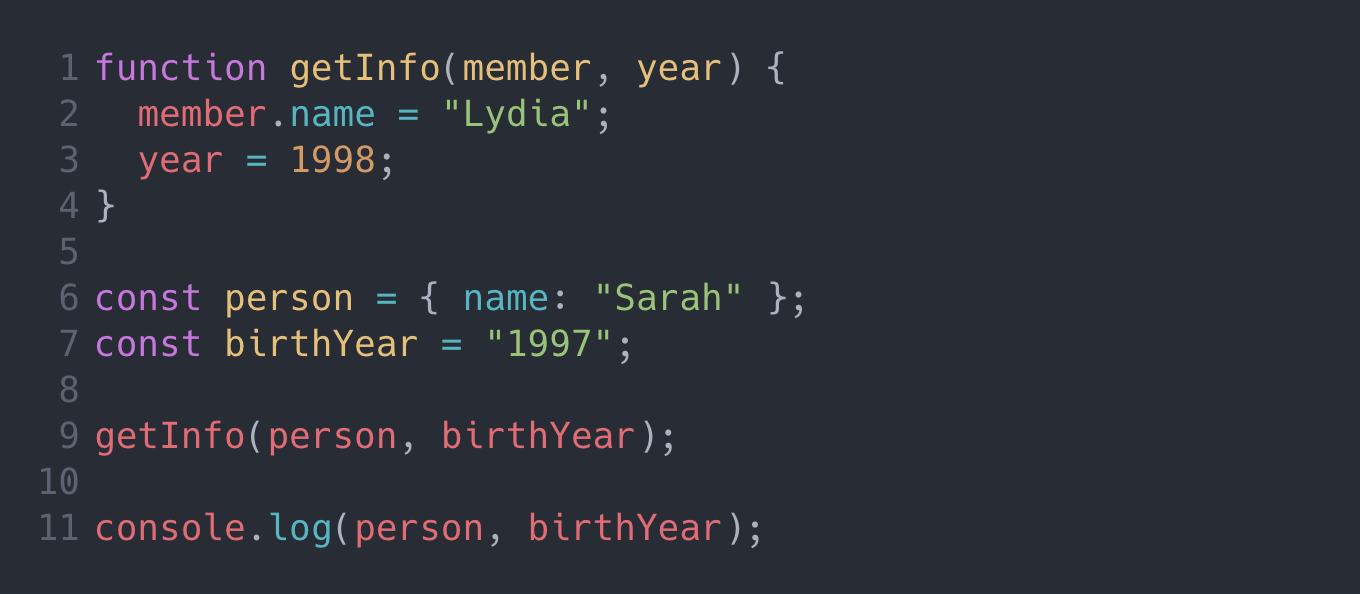 1 function getInfo(member, year) {
2   member.name = "Lydia";
3   year = 1998;
4 }
5
6 const person = { name: "Sarah" };
7 const birthYear = "1997";
8
9 getInfo(person, birthYear);
10
11 console.log(person, birthYear);